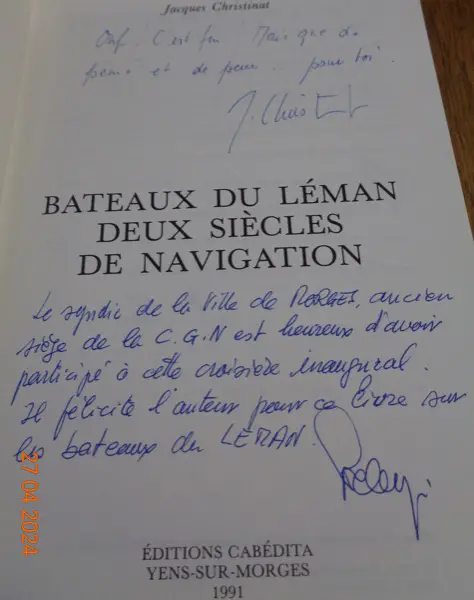 Jacques Christinat
Ouf. C'est fini. Mais que de
peine et de peur... pour toi.
J. Christinat
BATEAUX DU LÉMAN
DEUX SIÈCLES
DE NAVIGATION
Le syndic de la Ville de MORGES, ancien
siège de la C.G.N est heureux d'avoir
participé à cette croisière inaugural.
Il félicite l'auteur pour ce livre sur
les bateaux du LEMAN.
ÉDITIONS CABÉDITA
YENS-SUR-MORGES
1991
27 04 2024